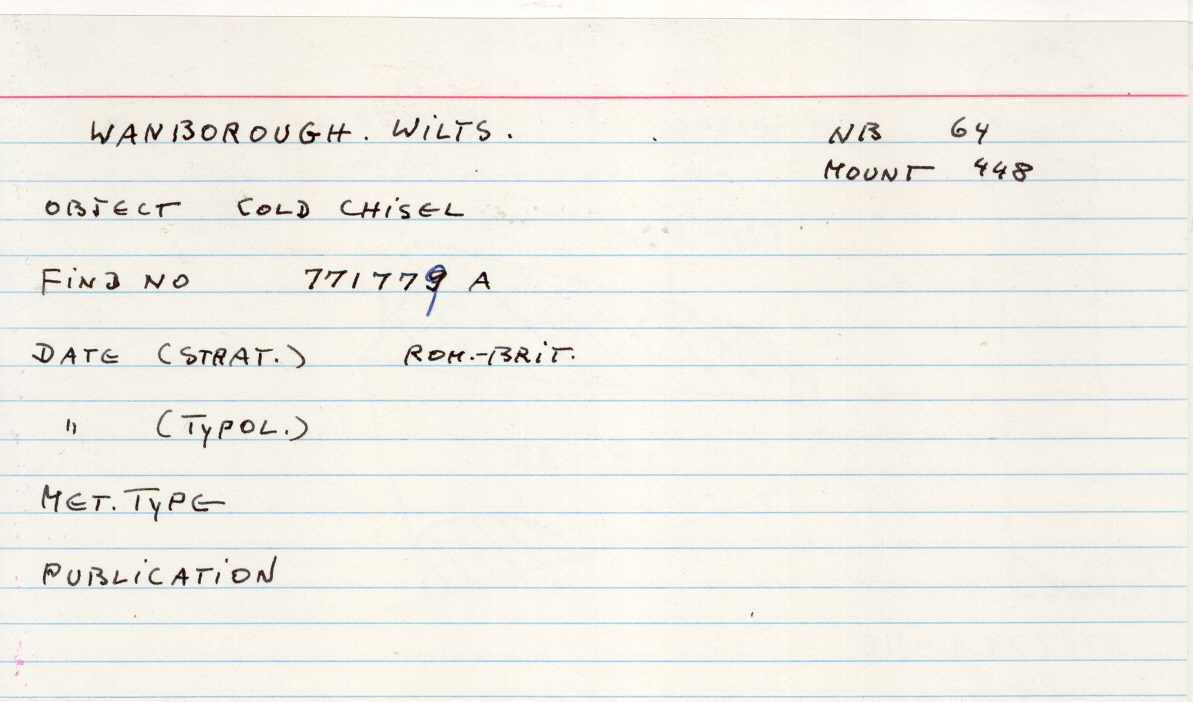 WANBOROUGH. WILTS.
NB 64
MOUNT 448
OBJECT COLD CHISEL
FIND NO 771779 A
DATE (STRAT.) ROM.-BRIT.
" (TYPOL.)
MET. TYPE
PUBLICATION